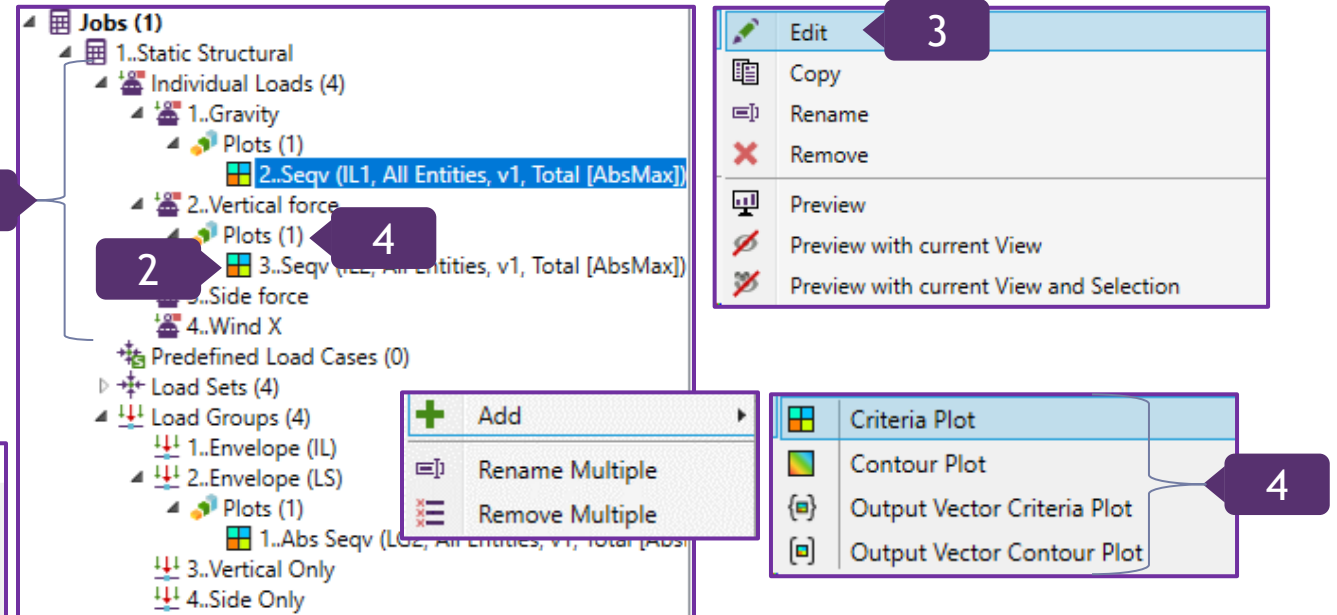 Jobs (1)
1..Static Structural
Individual Loads (4)
1..Gravity
Plots (1)
2..Seqv (IL1, All Entities, v1, Total [AbsMax])
2..Vertical force
Plots (1)
4
2
3..Seqv (IL2, All Entities, v1, Total [AbsMax])
3..Side force
4..Wind X
Predefined Load Cases (0)
Load Sets (4)
Load Groups (4)
1..Envelope (IL)
2..Envelope (LS)
Plots (1)
1..Abs Seqv (LG2, All Entities, v1, Total [Abs
3..Vertical Only
4..Side Only
Edit
3
Copy
Rename
Remove
Preview
Preview with current View
Preview with current View and Selection
Add
Rename Multiple
Remove Multiple
Criteria Plot
Contour Plot
Output Vector Criteria Plot
Output Vector Contour Plot
4